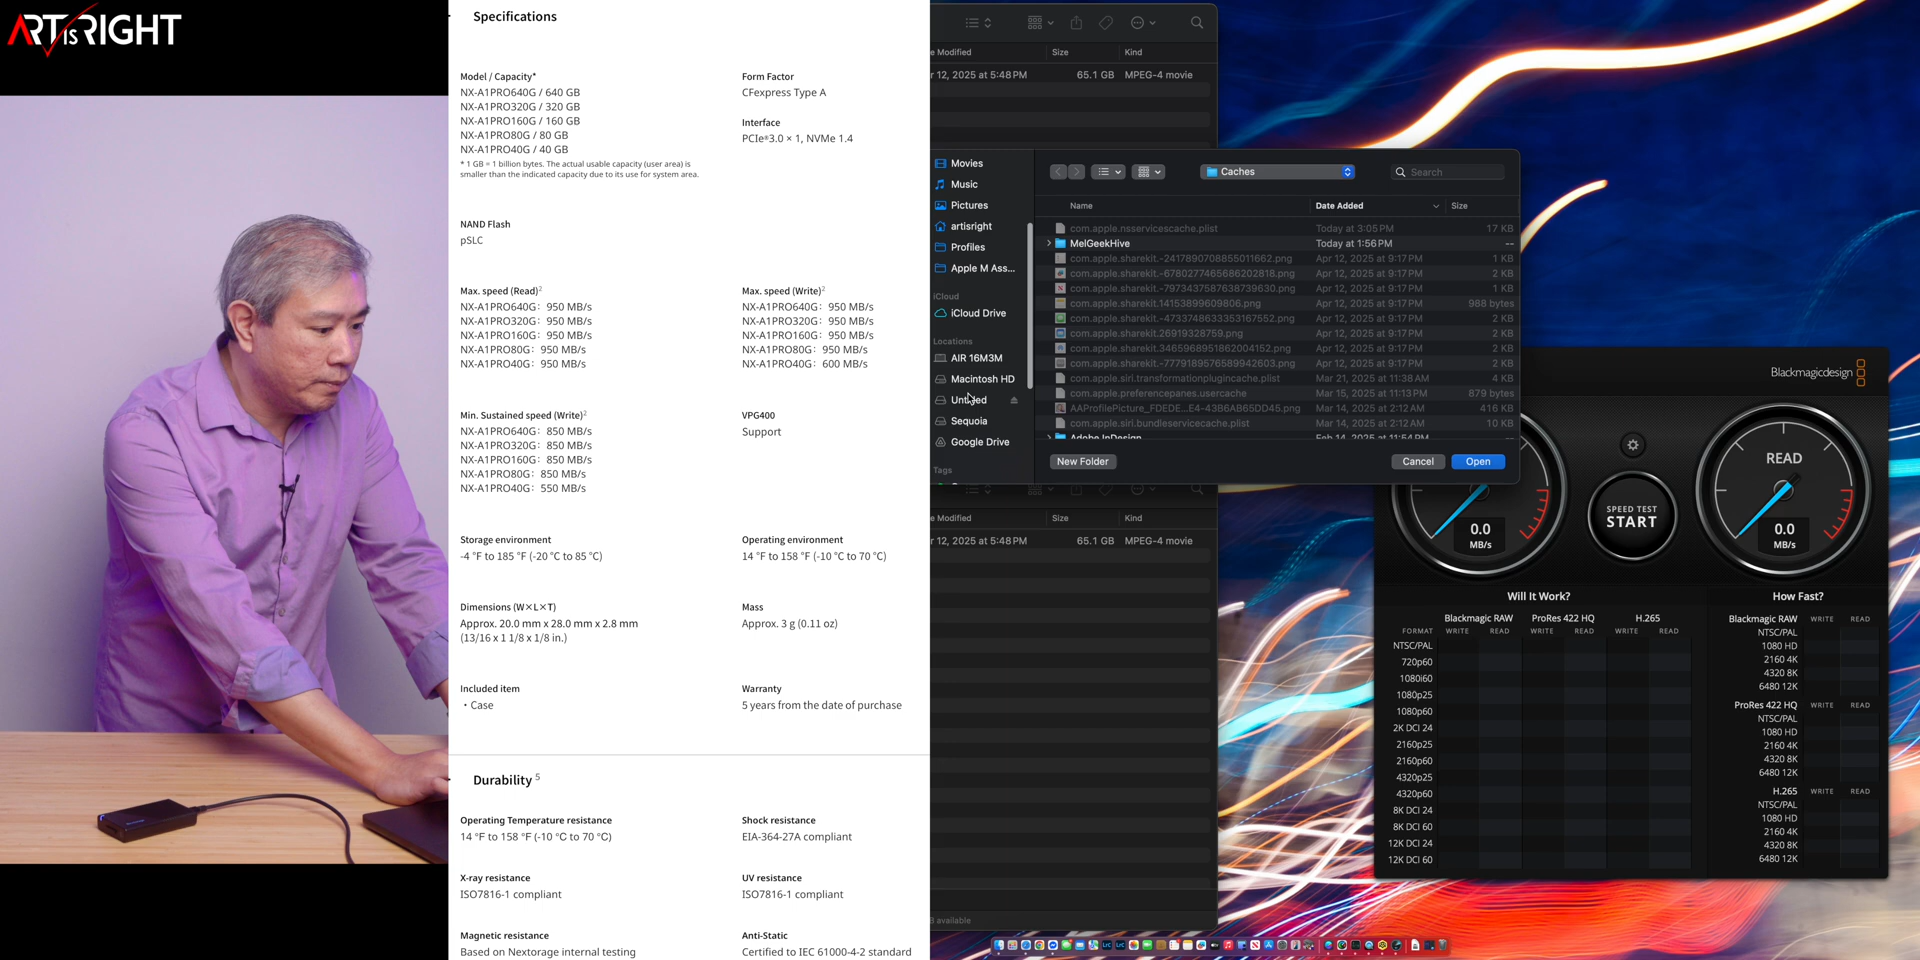 ART IS RIGHT
Specifications
Model / Capacity*
NX-A1PRO640G / 640 GB
NX-A1PRO320G / 320 GB
NX-A1PRO160G / 160 GB
NX-A1PRO80G / 80 GB
NX-A1PRO40G / 40 GB
* 1 GB = 1 billion bytes. The actual usable capacity (user area) is
smaller than the indicated capacity due to its use for system area.
Form Factor
CFexpress Type A
Interface
PCIe®3.0 × 1, NVMe 1.4
NAND Flash
pSLC
Max. speed (Read)2
NX-A1PRO640G: 950 MB/s
NX-A1PRO320G: 950 MB/s
NX-A1PRO160G: 950 MB/s
NX-A1PRO80G: 950 MB/s
NX-A1PRO40G: 950 MB/s
Max. speed (Write)2
NX-A1PRO640G: 950 MB/s
NX-A1PRO320G: 950 MB/s
NX-A1PRO160G: 950 MB/s
NX-A1PRO80G: 950 MB/s
NX-A1PRO40G: 600 MB/s
Min. Sustained speed (Write)2
NX-A1PRO640G: 850 MB/s
NX-A1PRO320G: 850 MB/s
NX-A1PRO160G: 850 MB/s
NX-A1PRO80G: 850 MB/s
NX-A1PRO40G: 550 MB/s
VPG400
Support
Storage environment
-4 °F to 185 °F (-20 °C to 85 °C)
Operating environment
14 °F to 158 °F (-10 °C to 70 °C)
Dimensions (W×L×T)
Approx. 20.0 mm x 28.0 mm x 2.8 mm
(13/16 x 1 1/8 x 1/8 in.)
Mass
Approx. 3 g (0.11 oz)
Included item
・Case
Warranty
5 years from the date of purchase
Durability 5
Operating Temperature resistance
14 °F to 158 °F (-10 °C to 70 °C)
Shock resistance
EIA-364-27A compliant
X-ray resistance
ISO7816-1 compliant
UV resistance
ISO7816-1 compliant
Magnetic resistance
Based on Nextorage internal testing
Anti-Static
Certified to IEC 61000-4-2 standard
e Modified Size Kind
r 12, 2025 at 5:48 PM 65.1 GB MPEG-4 movie
Movies
Music
Pictures
artisright
Profiles
Apple M Ass...
iCloud
iCloud Drive
Locations
AIR 16M3M
Macintosh HD
Untitled
Sequoia
Google Drive
Tags
Caches
Search
Name Date Added Size
com.apple.nsservicescache.plist Today at 3:05 PM 17 KB
MelGeekHive Today at 1:56 PM --
com.apple.sharekit.-2417890708855011662.png Apr 12, 2025 at 9:17 PM 1 KB
com.apple.sharekit.-6780277465686202818.png Apr 12, 2025 at 9:17 PM 2 KB
com.apple.sharekit.-7973437587638739630.png Apr 12, 2025 at 9:17 PM 1 KB
com.apple.sharekit.14153899609806.png Apr 12, 2025 at 9:17 PM 988 bytes
com.apple.sharekit.-4733748633353167552.png Apr 12, 2025 at 9:17 PM 2 KB
com.apple.sharekit.26919328759.png Apr 12, 2025 at 9:17 PM 2 KB
com.apple.sharekit.3465968951862004152.png Apr 12, 2025 at 9:17 PM 2 KB
com.apple.sharekit.-7779189576589942603.png Apr 12, 2025 at 9:17 PM 2 KB
com.apple.siri.transformationplugincache.plist Mar 21, 2025 at 11:38 AM 4 KB
com.apple.preferencepanes.usercache Mar 15, 2025 at 11:13 PM 879 bytes
AAProfilePicture_FDEDE...E4-43B6AB65DD45.png Mar 14, 2025 at 2:12 AM 416 KB
com.apple.siri.bundleservicecache.plist Mar 14, 2025 at 2:12 AM 10 KB
Adobe InDesign Feb 14, 2025 at 11:54 PM --
New Folder Cancel Open
Size Kind
e Modified Size Kind
r 12, 2025 at 5:48 PM 65.1 GB MPEG-4 movie
B available
Blackmagicdesign
0.0
MB/s
SPEED TEST
START
READ
0.0
MB/s
Will It Work?
Blackmagic RAW ProRes 422 HQ H.265
FORMAT WRITE READ WRITE READ WRITE READ
NTSC/PAL
720p60
1080i60
1080p25
1080p60
2K DCI 24
2160p25
2160p60
4320p25
4320p60
8K DCI 24
8K DCI 60
12K DCI 24
12K DCI 60
How Fast?
Blackmagic RAW WRITE READ
NTSC/PAL
1080 HD
2160 4K
4320 8K
6480 12K
ProRes 422 HQ WRITE READ
NTSC/PAL
1080 HD
2160 4K
4320 8K
6480 12K
H.265 WRITE READ
NTSC/PAL
1080 HD
2160 4K
4320 8K
6480 12K